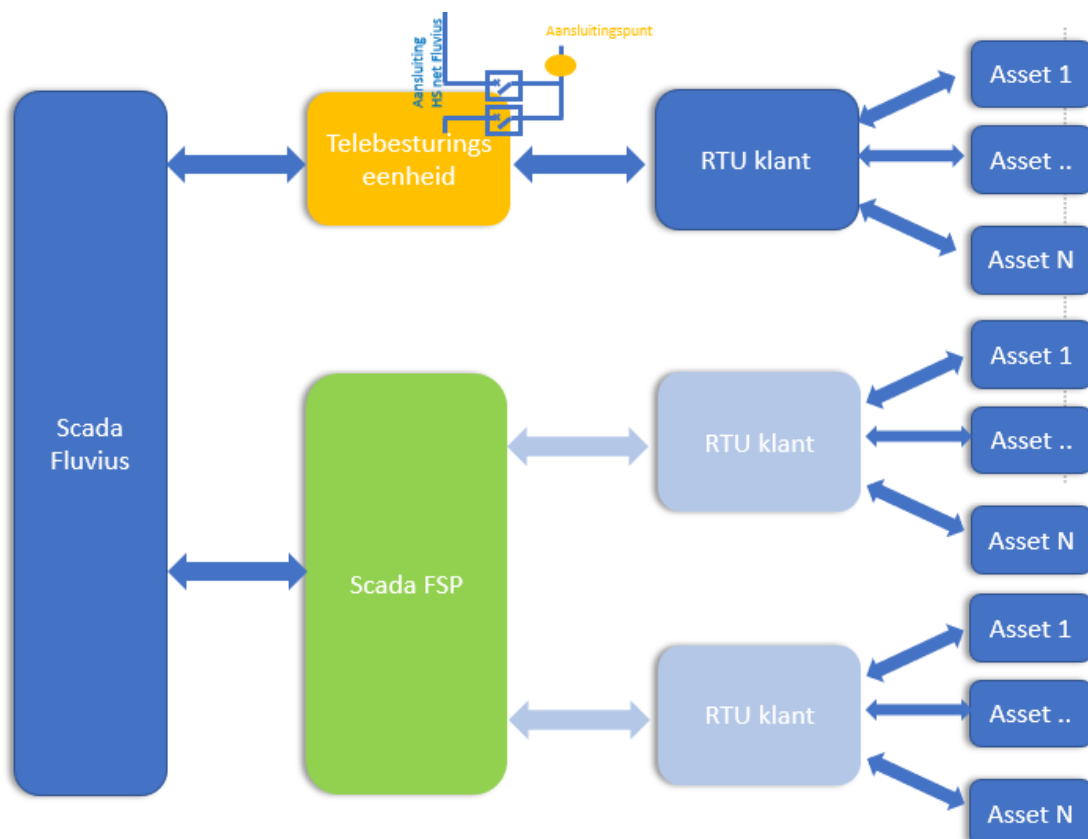 Aansluitingspunt
Aansluiting
HS net Fluvius
Telebesturings
eenheid
RTU klant
Asset 1
Asset ..
Asset N
Scada
Fluvius
Scada FSP
RTU klant
Asset 1
Asset ..
Asset N
RTU klant
Asset 1
Asset ..
Asset N